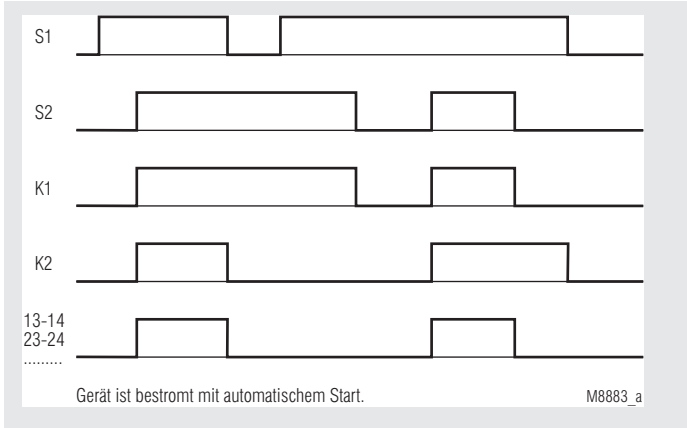 S1
S2
K1
K2
13-14
23-24
.........
Gerät ist bestromt mit automatischem Start.
M8883_a